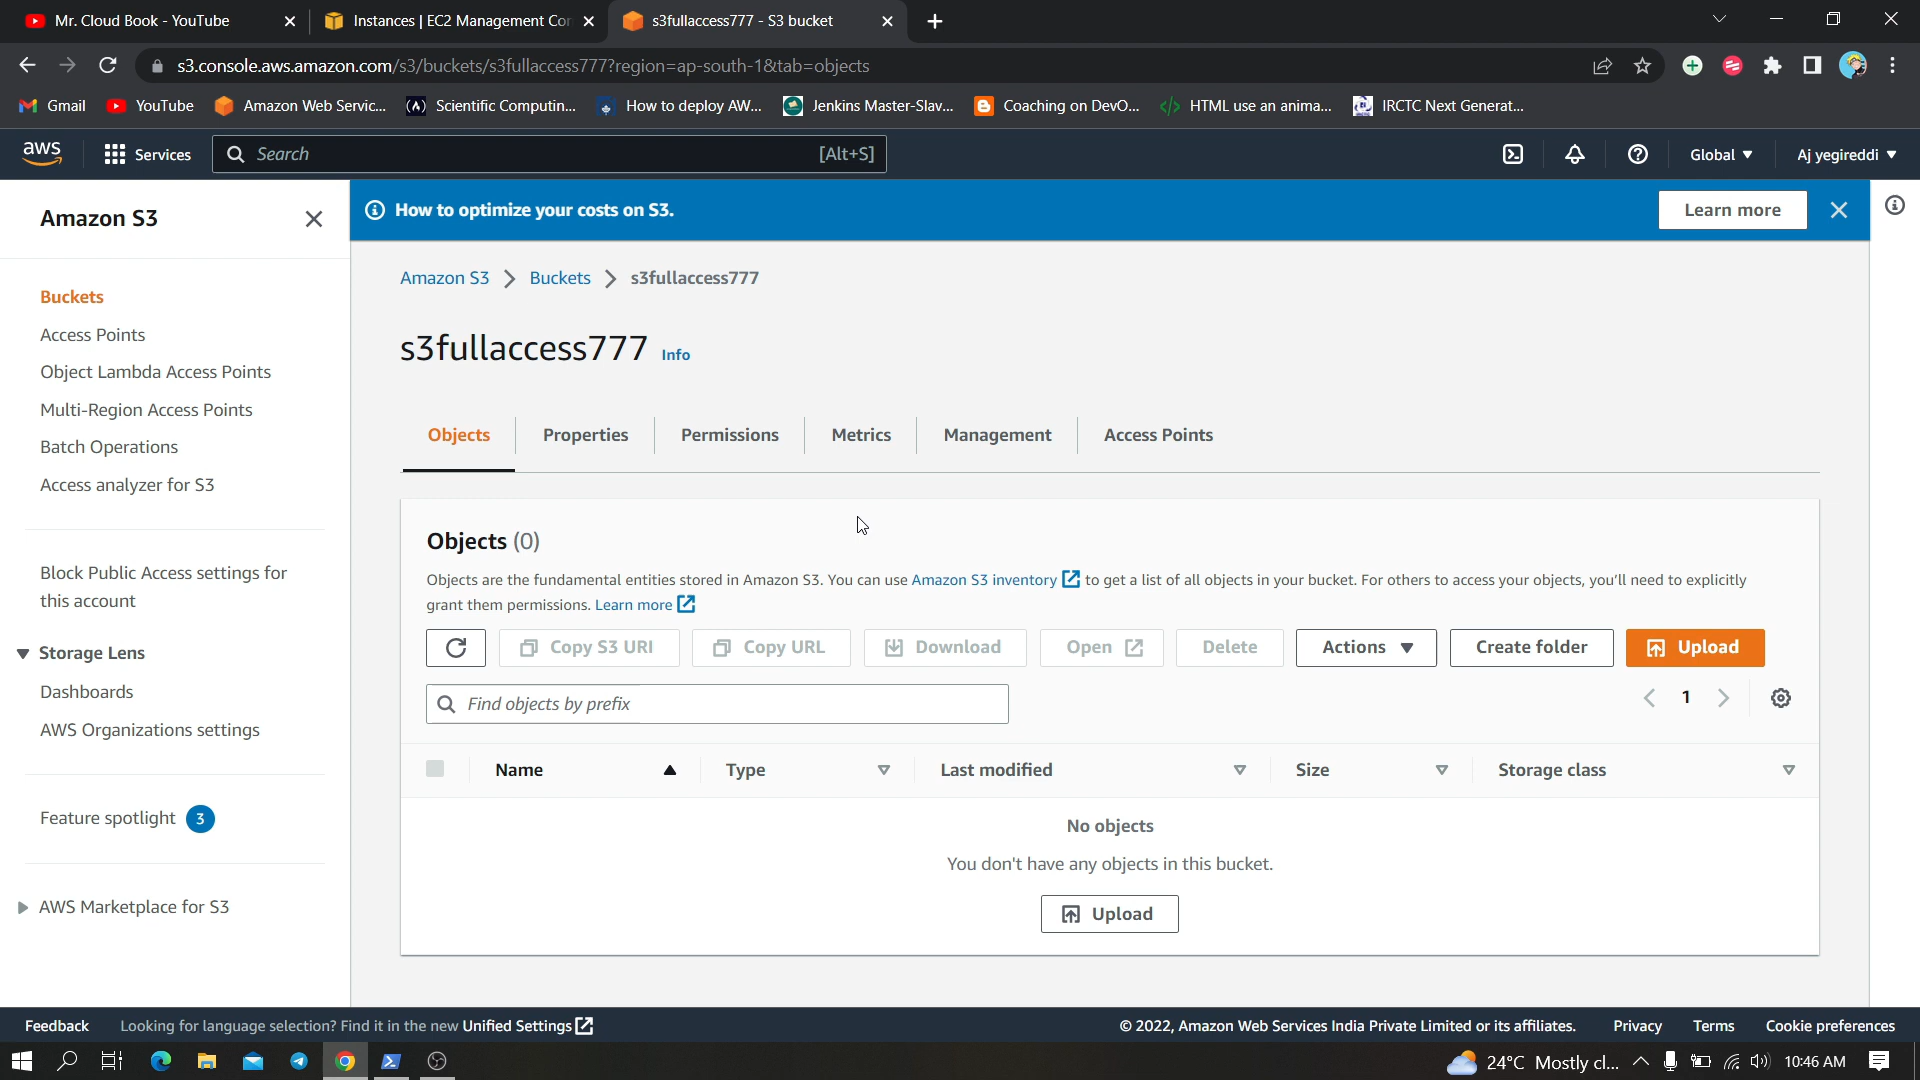 Mr. Cloud Book - YouTube
Instances | EC2 Management Con
s3fullaccess777 - S3 bucket
s3.console.aws.amazon.com/s3/buckets/s3fullaccess777?region=ap-south-1&tab=objects
Gmail
YouTube
Amazon Web Servic...
Scientific Computin...
How to deploy AW...
Jenkins Master-Slav...
Coaching on DevO...
HTML use an anima...
IRCTC Next Generat...
aws
Services
Search
[Alt+S]
Global
Aj yegireddi
Amazon S3
How to optimize your costs on S3.
Learn more
Buckets
Access Points
Object Lambda Access Points
Multi-Region Access Points
Batch Operations
Access analyzer for S3
Block Public Access settings for
this account
Storage Lens
Dashboards
AWS Organizations settings
Feature spotlight 3
AWS Marketplace for S3
Amazon S3 > Buckets > s3fullaccess777
s3fullaccess777 Info
Objects
Properties
Permissions
Metrics
Management
Access Points
Objects (0)
Objects are the fundamental entities stored in Amazon S3. You can use Amazon S3 inventory to get a list of all objects in your bucket. For others to access your objects, you'll need to explicitly
grant them permissions. Learn more
Copy S3 URI
Copy URL
Download
Open
Delete
Actions
Create folder
Upload
Find objects by prefix
1
Name
Type
Last modified
Size
Storage class
No objects
You don't have any objects in this bucket.
Upload
Feedback
Looking for language selection? Find it in the new Unified Settings
© 2022, Amazon Web Services India Private Limited or its affiliates.
Privacy
Terms
Cookie preferences
24°C Mostly cl...
10:46 AM